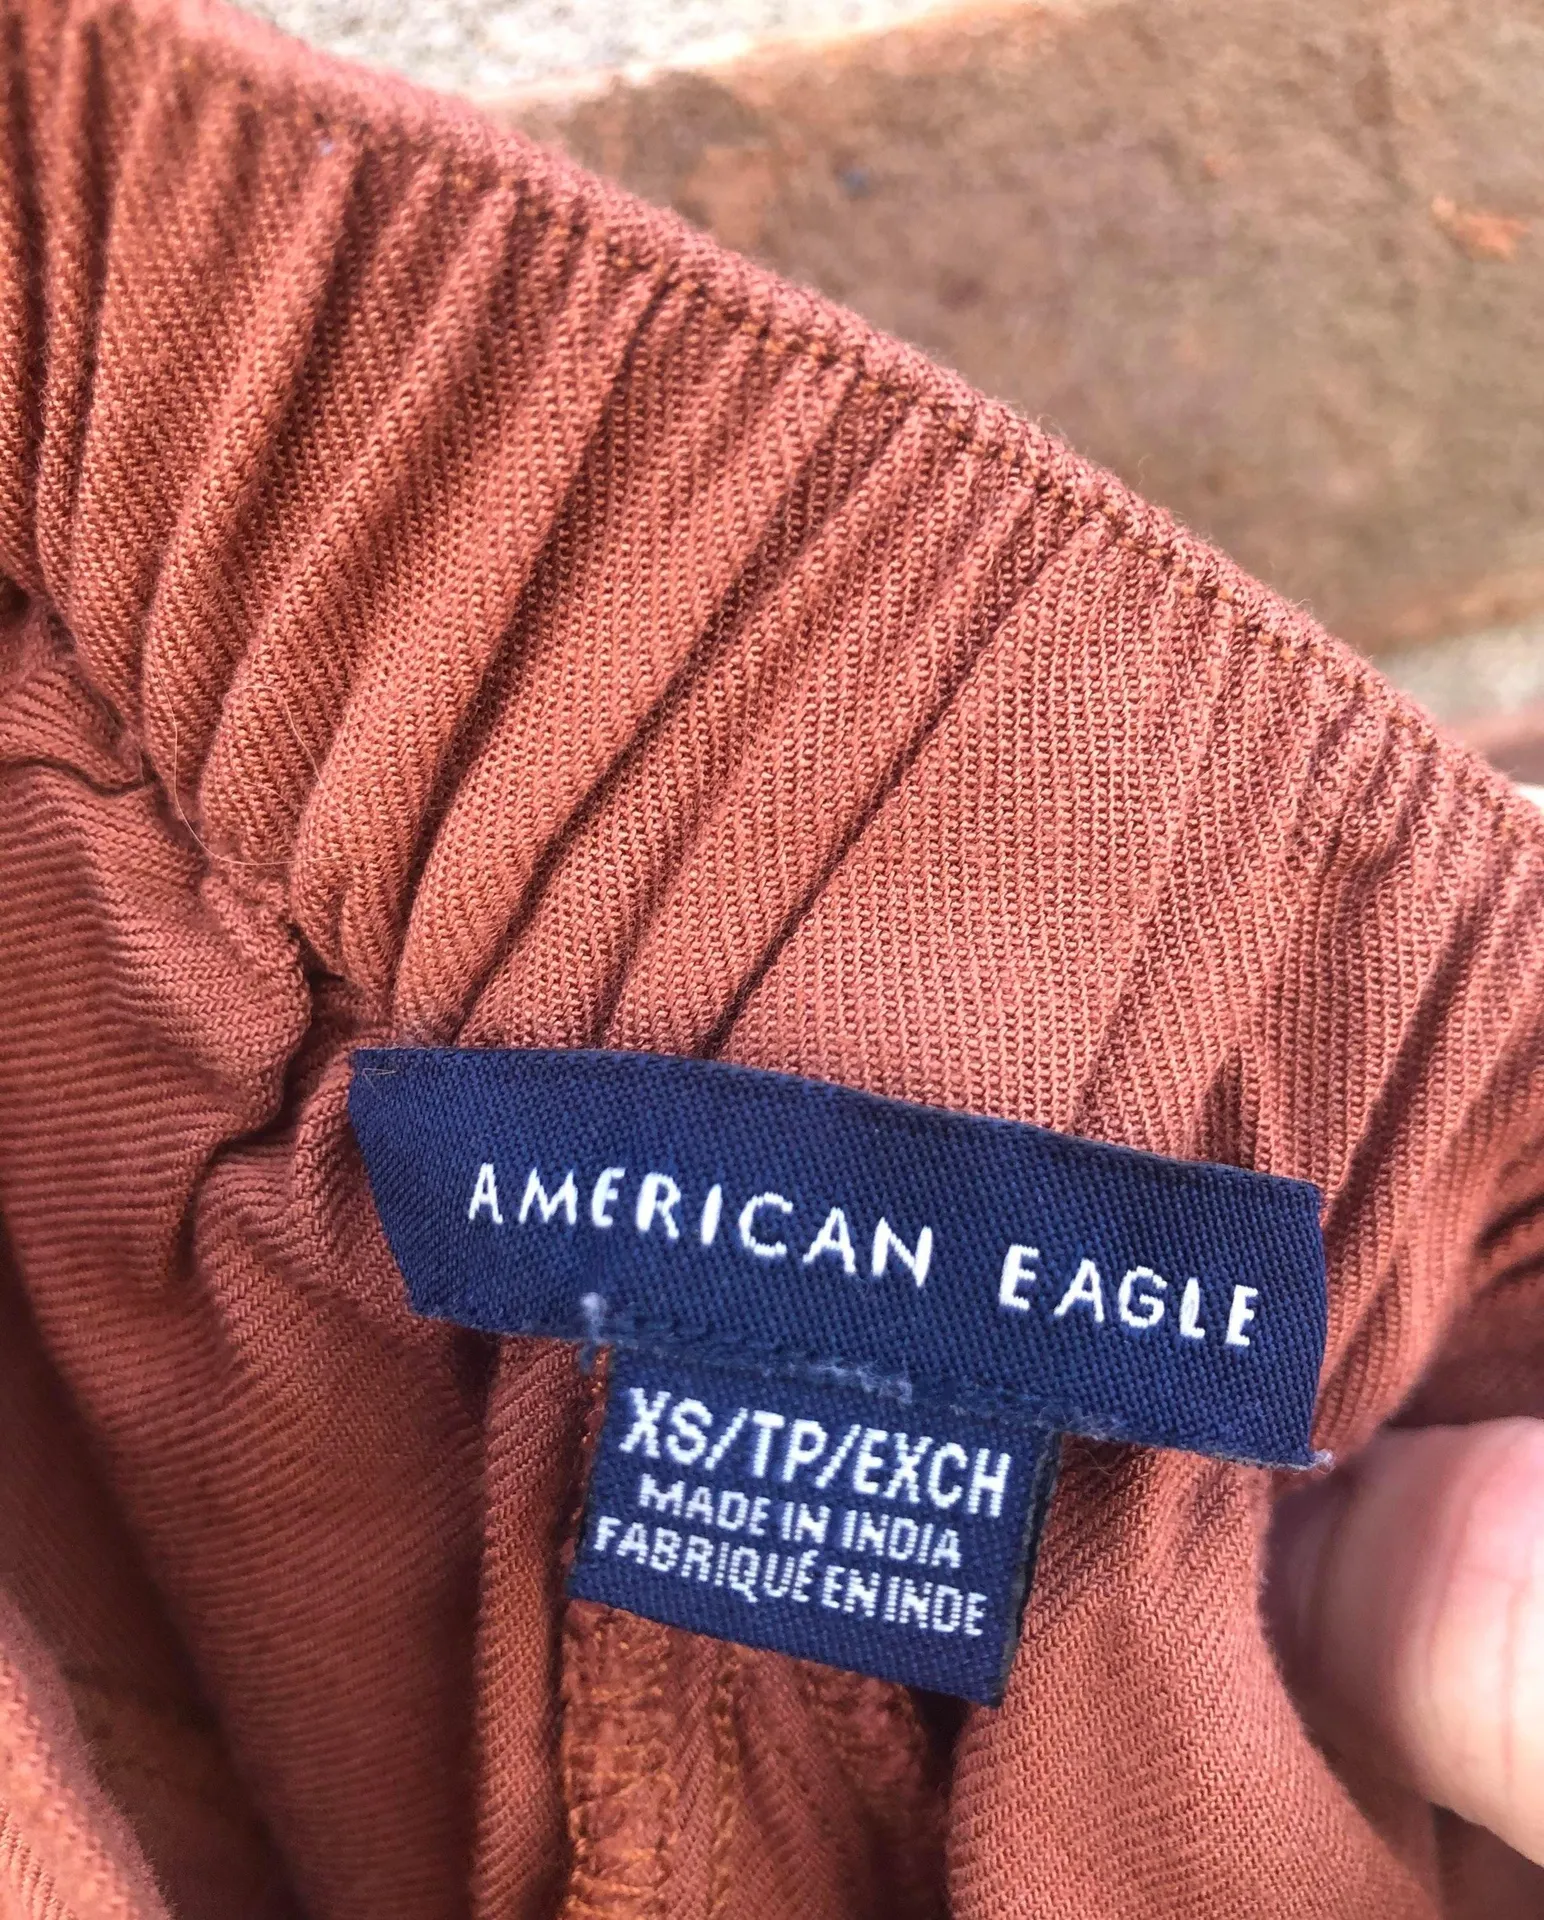 AMERICAN EAGLE
XS/TP/EXCH
MADE IN INDIA
FABRIQUÉ EN INDE